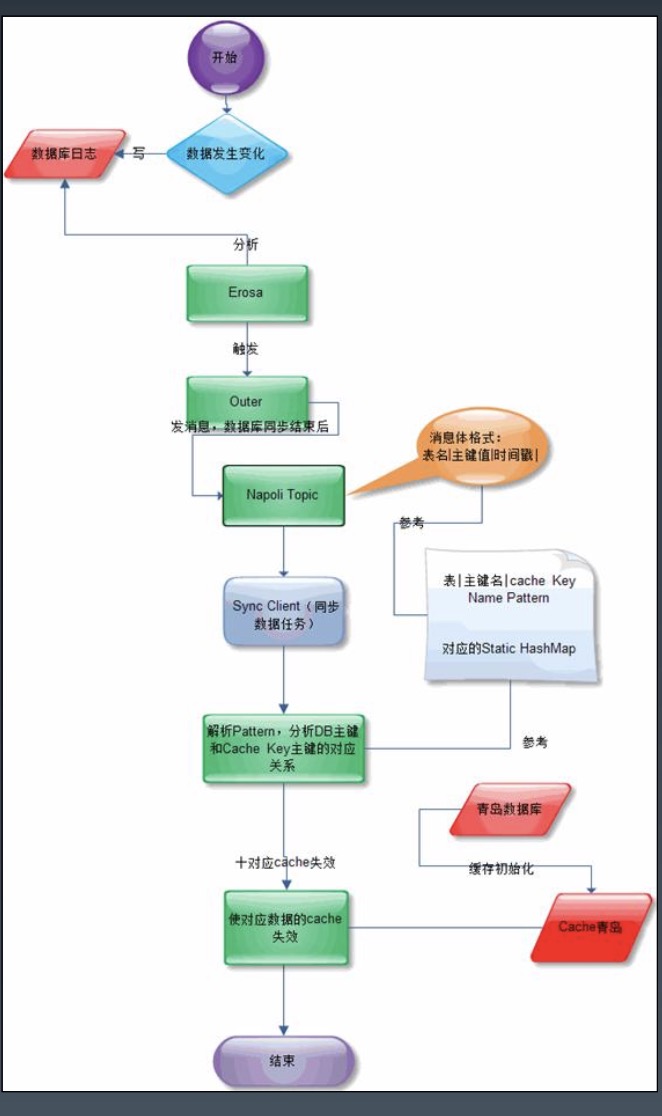 开始
数据库日志
写
数据发生变化
分析
Erosa
触发
Outer
发消息，数据库同步结束后
消息体格式：
表名|主键值|时间戳|
Napoli Topic
参考
表|主键名|cache Key
Name Pattern
对应的Static HashMap
Sync Client（同步
数据任务）
解析Pattern，分析DB主键
和Cache Key主键的对应
关系
参考
青岛数据库
缓存初始化
十对应cache失效
使对应数据的cache
失效
Cache青岛
结束